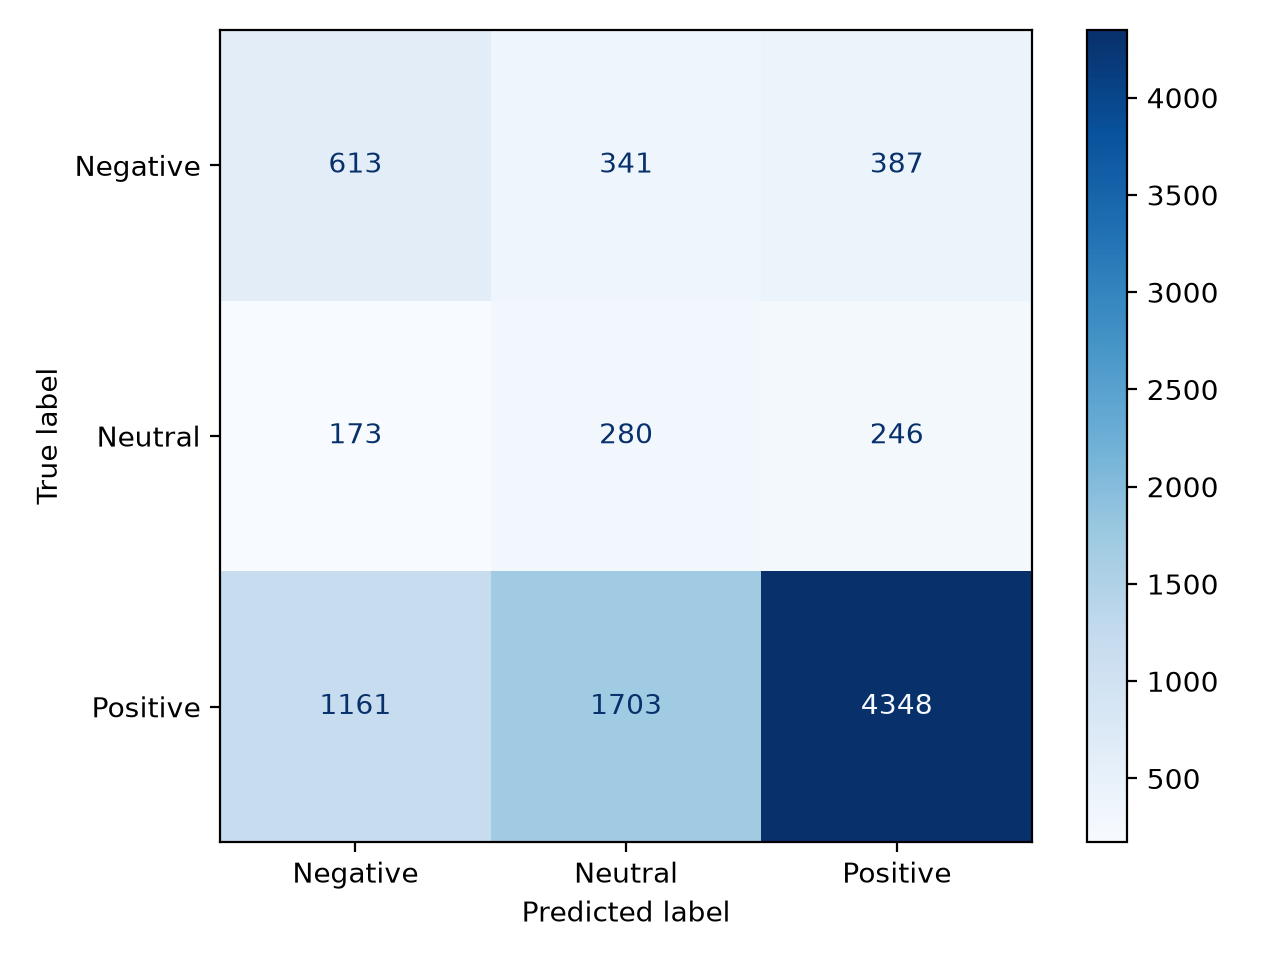 Negative 613 341 387
Neutral 173 280 246
Positive 1161 1703 4348
Negative Neutral Positive
Predicted label
True label
4000
3500
3000
2500
2000
1500
1000
500